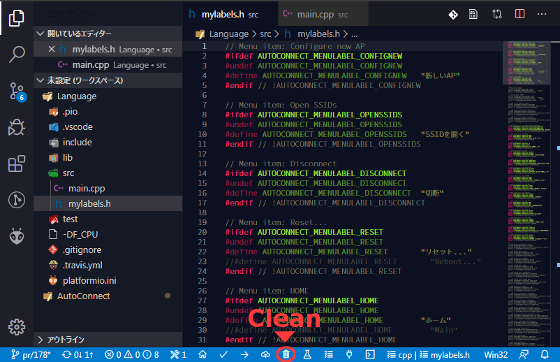 開いているエディター
mylabels.h Language • src
main.cpp Language • src
未設定 (ワークスペース)
Language
.pio
.vscode
include
lib
src
main.cpp
mylabels.h
test
-DF_CPU
.gitignore
.travis.yml
platformio.ini
AutoConnect
アウトライン
6
mylabels.h src
main.cpp src
Language > src > mylabels.h > ...
1 // Menu item: Configure new AP
2 #ifdef AUTOCONNECT_MENULABEL_CONFIGNEW
3 #undef AUTOCONNECT_MENULABEL_CONFIGNEW
4 #define AUTOCONNECT_MENULABEL_CONFIGNEW "新しいAP"
5 #endif // !AUTOCONNECT_MENULABEL_CONFIGNEW
6
7 // Menu item: Open SSIDs
8 #ifdef AUTOCONNECT_MENULABEL_OPENSSIDS
9 #undef AUTOCONNECT_MENULABEL_OPENSSIDS
10 #define AUTOCONNECT_MENULABEL_OPENSSIDS "SSIDを開く"
11 #endif // !AUTOCONNECT_MENULABEL_OPENSSIDS
12
13 // Menu item: Disconnect
14 #ifdef AUTOCONNECT_MENULABEL_DISCONNECT
15 #undef AUTOCONNECT_MENULABEL_DISCONNECT
16 #define AUTOCONNECT_MENULABEL_DISCONNECT "切断"
17 #endif // !AUTOCONNECT_MENULABEL_DISCONNECT
18
19 // Menu item: Reset...
20 #ifdef AUTOCONNECT_MENULABEL_RESET
21 #undef AUTOCONNECT_MENULABEL_RESET
22 #define AUTOCONNECT_MENULABEL_RESET "リセット..."
23 //#define AUTOCONNECT_MENULABEL_RESET "Reboot..."
24 #endif // !AUTOCONNECT_MENULABEL_RESET
25
26 // Menu item: HOME
27 #ifdef AUTOCONNECT_MENULABEL_HOME
28 #undef AUTOCONNECT_MENULABEL_HOME
29 #define AUTOCONNECT_MENULABEL_HOME "ホーム"
30 //#define AUTOCONNECT_MENULABEL_HOME "Main"
31 #endif // !AUTOCONNECT_MENULABEL_HOME
Clean
pr/178* 0↓ 1↑ 0 0 8 1 cpp | mylabels.h Win32